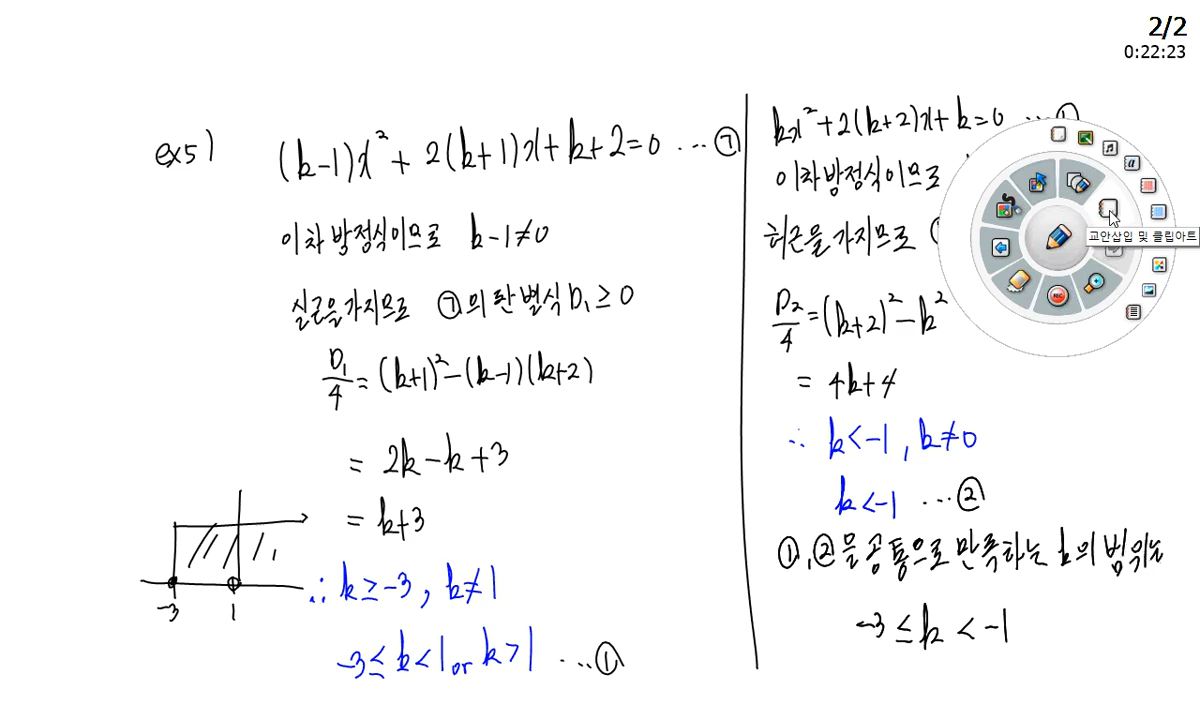 2/2
0:22:23
ex5)
(k-1)x²+2(k+1)x+k+2=0 … ㉠
이차방정식이므로 k-1≠0
실근을 가지므로 ㉠의 판별식 D₁≥0
D₁/4=(k+1)²-(k-1)(k+2)
=2k-k+3
=k+3
-3 1
∴ k≥-3, k≠1
-3≤k<1 or k>1 …①
kx²+2(k+2)x+k=0 …
이차방정식이므로
허근을 가지므로
교안삽입 및 클립아트
D₂/4=(k+2)²-k²
=4k+4
∴ k<-1, k≠0
k<-1 …②
①,②를 공통으로 만족하는 k의 범위는
-3≤k<-1